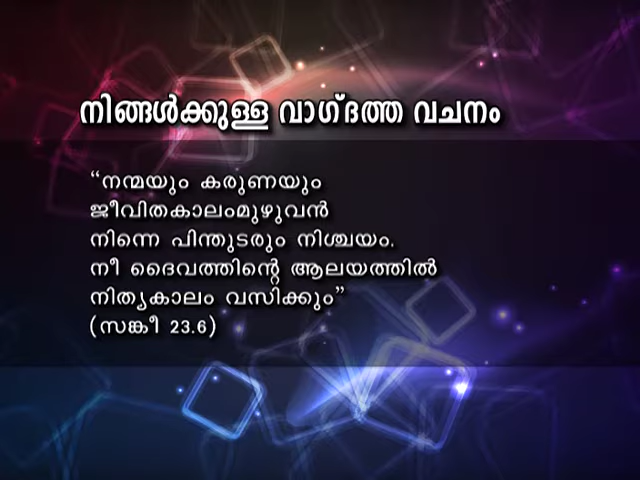 നിങ്ങൾക്കുള്ള വാഗ്ദത്ത വചനം
“നന്മയും കരുണയും
ജീവിതകാലംമുഴുവൻ
നിന്നെ പിന്തുടരും നിശ്ചയം.
നീ ദൈവത്തിന്റെ ആലയത്തിൽ
നിത്യകാലം വസിക്കും”
(സങ്കീ 23.6)